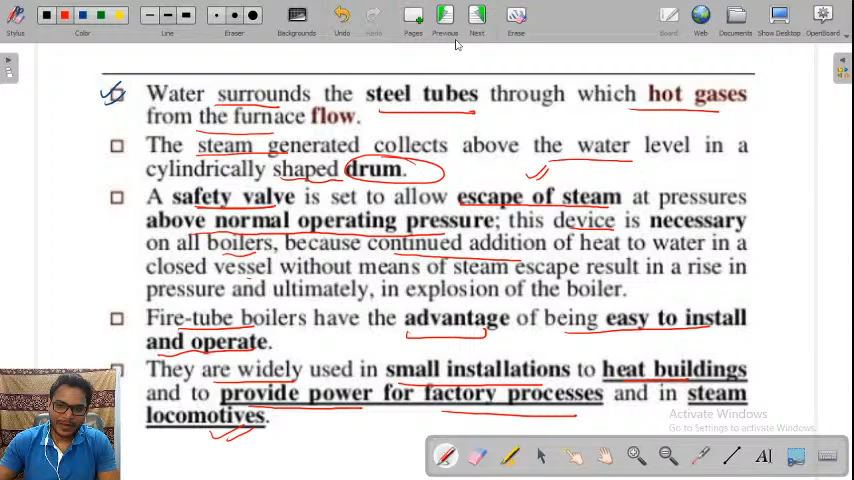 Stylus
Color
Line
Eraser
Backgrounds
Undo
Redo
Pages
Previous
Next
Erase
Board
Web
Documents
Show Desktop
OpenBoard
Water surrounds the steel tubes through which hot gases
from the furnace flow.
The steam generated collects above the water level in a
cylindrically shaped drum.
A safety valve is set to allow escape of steam at pressures
above normal operating pressure; this device is necessary
on all boilers, because continued addition of heat to water in a
closed vessel without means of steam escape result in a rise in
pressure and ultimately, in explosion of the boiler.
Fire-tube boilers have the advantage of being easy to install
and operate.
They are widely used in small installations to heat buildings
and to provide power for factory processes and in steam
locomotives.
Activate Windows
Go to Settings to activate Windows.